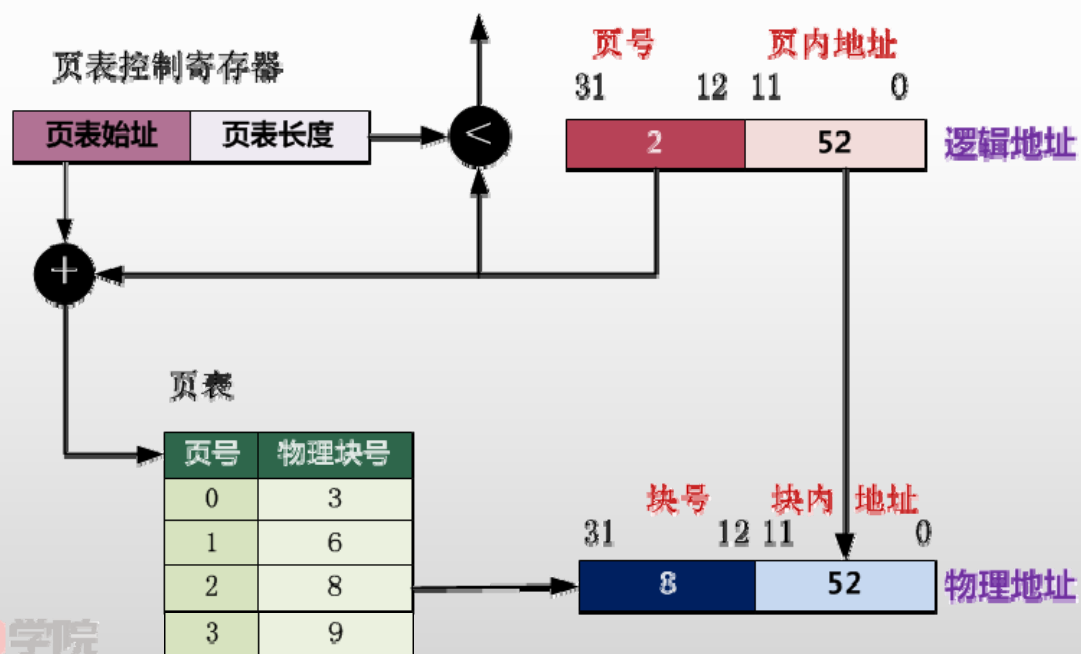 页号 页内地址
页表控制寄存器
31 12 11 0
页表始址 页表长度 < 2 52 逻辑地址
+
页表
页号 物理块号
0 3
1 6
2 8
3 9
块号 块内 地址
31 12 11 0
8 52 物理地址
学院